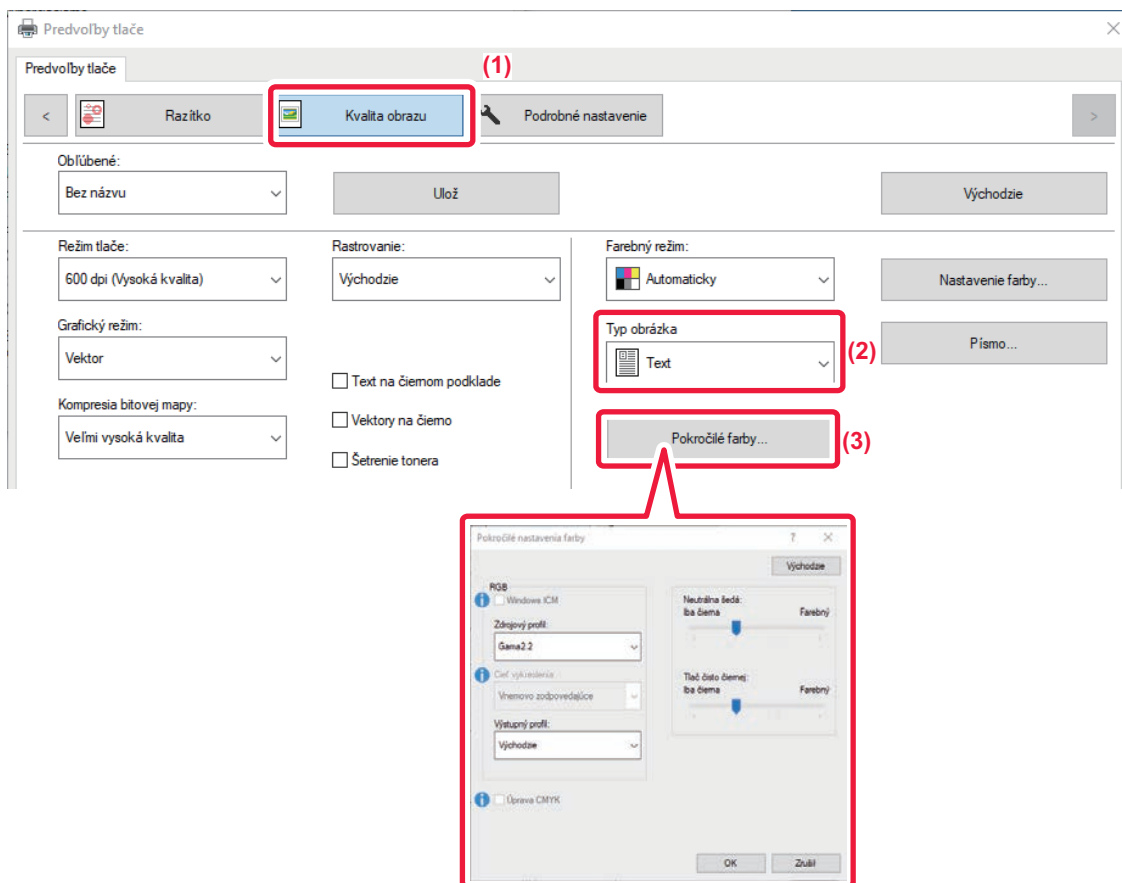 Predvoľby tlače
Predvoľby tlače
(1)
<
Razítko
Kvalita obrazu
Podrobné nastavenie
>
Obľúbené:
Bez názvu
Ulož
Východzie
Režim tlače:
600 dpi (Vysoká kvalita)
Rastrovanie:
Východzie
Farebný režim:
Automaticky
Nastavenie farby...
Grafický režim:
Vektor
Typ obrázka
Text
(2)
Písmo...
Text na čiernom podklade
Kompresia bitovej mapy:
Veľmi vysoká kvalita
Vektory na čierno
Šetrenie tonera
Pokročilé farby...
(3)
Pokročilé nastavenia farby
?
Východzie
RGB
Windows ICM
Zdrojový profil:
Gama2.2
Cieľ vykreslenia
Vnemovo zodpovedajúce
Výstupný profil:
Východzie
Úprava CMYK
Neutrálna šedá:
Iba čierna Farebný
Tlač čisto čiernej:
Iba čierna Farebný
OK
Zrušiť